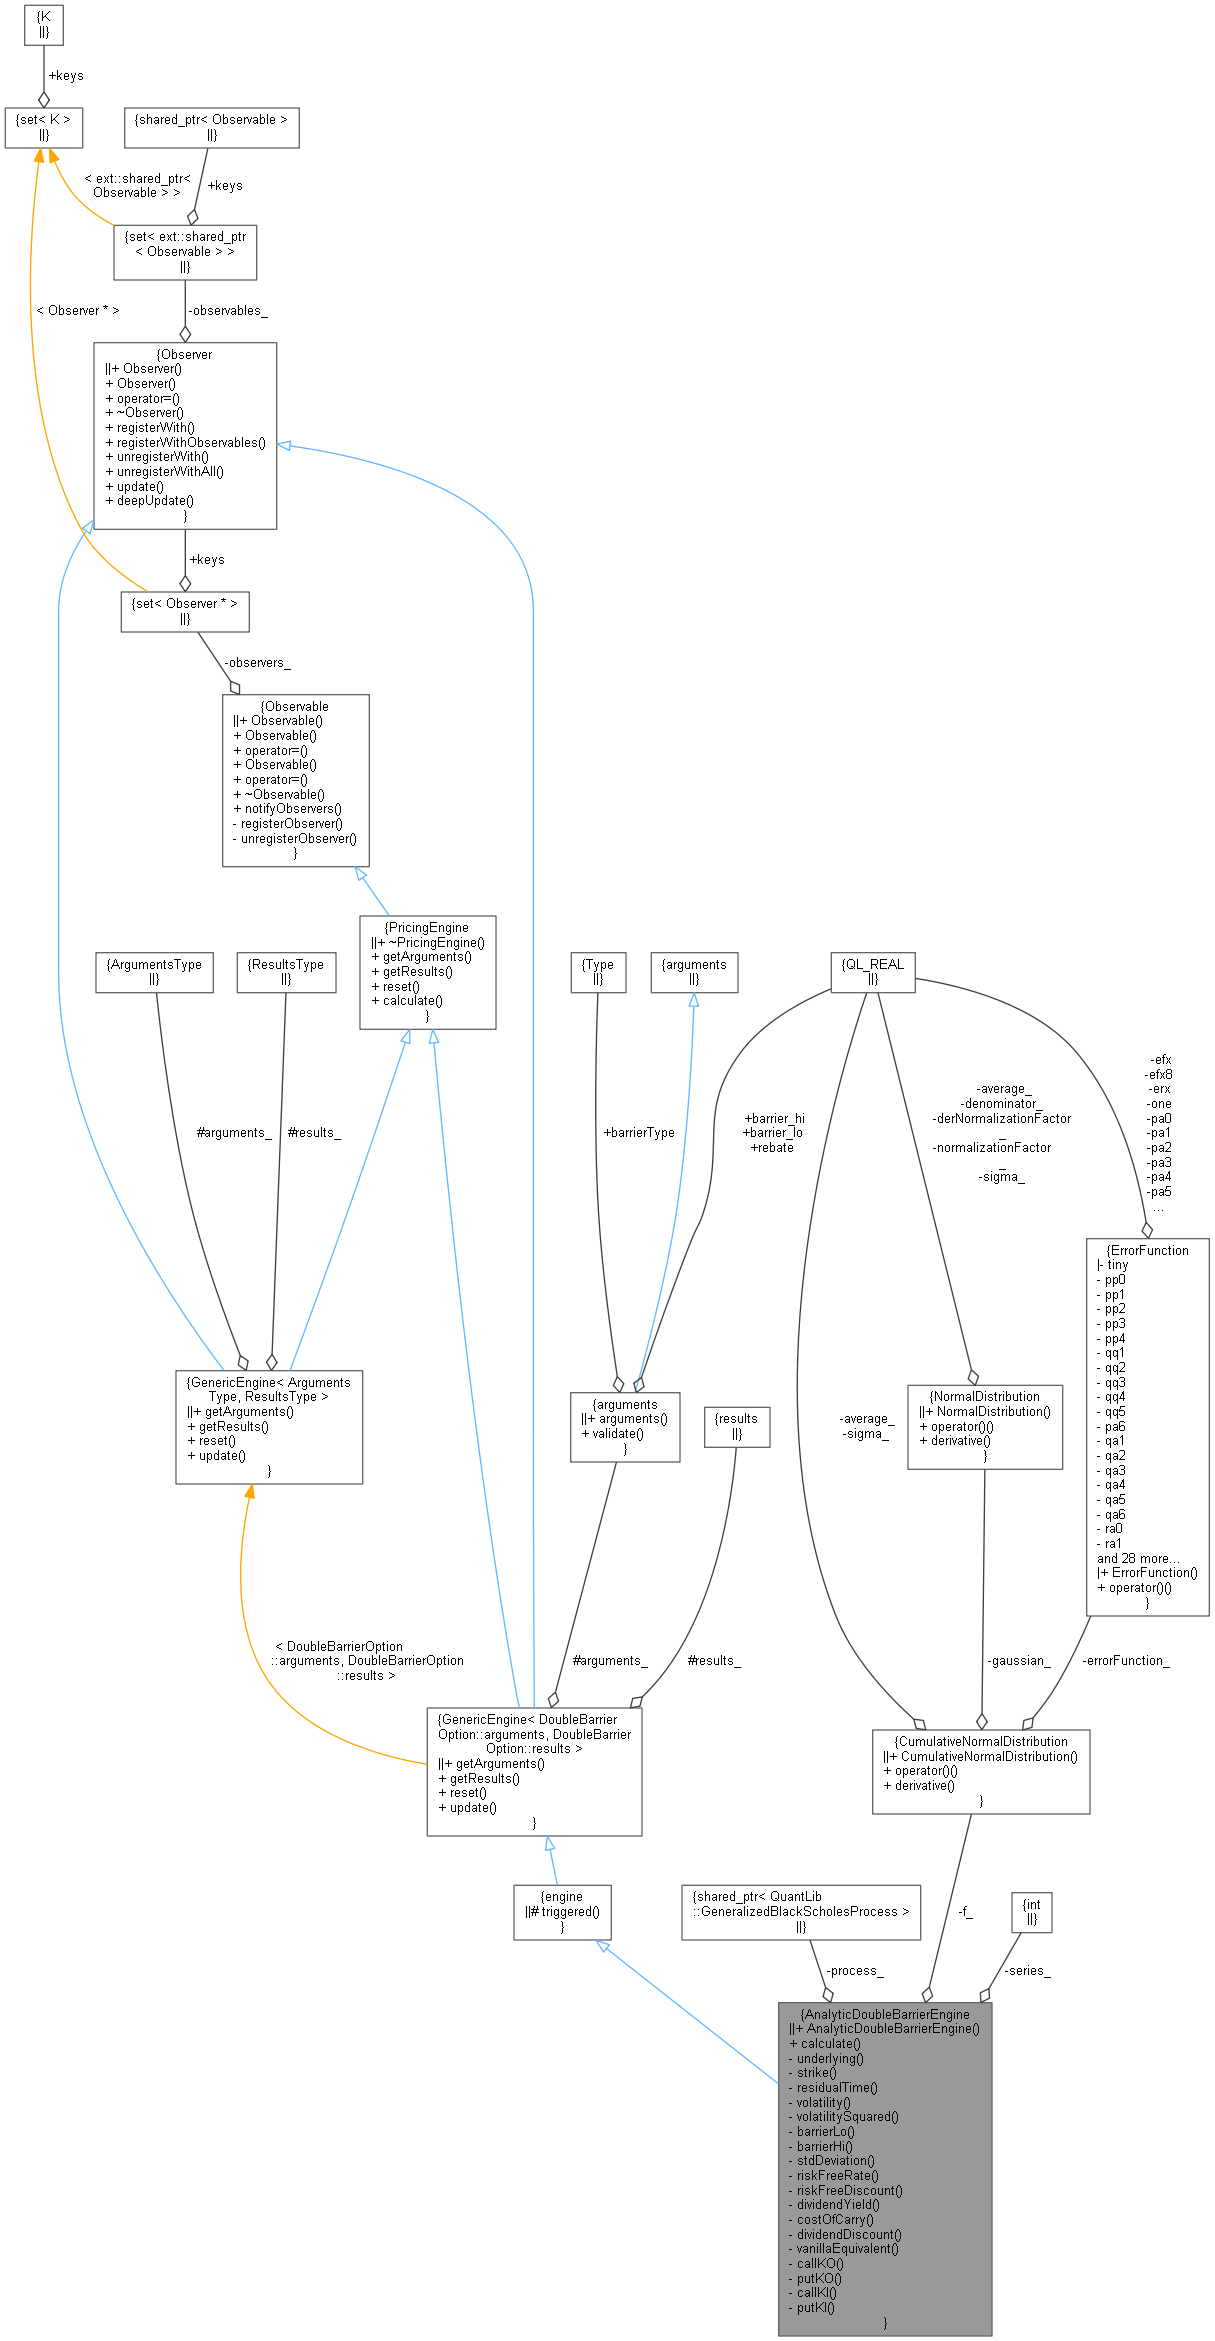 {K
||}
+keys
{set< K >
||}
{shared_ptr< Observable >
||}
< ext::shared_ptr<
Observable > >
+keys
{set< ext::shared_ptr
< Observable > >
||}
< Observer * >
-observables_
{Observer
||+ Observer()
+ Observer()
+ operator=()
+ ~Observer()
+ registerWith()
+ registerWithObservables()
+ unregisterWith()
+ unregisterWithAll()
+ update()
+ deepUpdate()
}
+keys
{set< Observer * >
||}
-observers_
{Observable
||+ Observable()
+ Observable()
+ operator=()
+ Observable()
+ operator=()
+ ~Observable()
+ notifyObservers()
- registerObserver()
- unregisterObserver()
}
{PricingEngine
||+ ~PricingEngine()
+ getArguments()
+ getResults()
+ reset()
+ calculate()
}
{ArgumentsType
||}
{ResultsType
||}
{Type
||}
{arguments
||}
{QL_REAL
||}
#arguments_
#results_
+barrierType
+barrier_hi
+barrier_lo
+rebate
-average_
-denominator_
-derNormalizationFactor
_
-normalizationFactor
_
-sigma_
-efx
-efx8
-erx
-one
-pa0
-pa1
-pa2
-pa3
-pa4
-pa5
...
{GenericEngine< Arguments
Type, ResultsType >
||+ getArguments()
+ getResults()
+ reset()
+ update()
}
{arguments
||+ arguments()
+ validate()
}
{results
||}
-average_
-sigma_
{NormalDistribution
||+ NormalDistribution()
+ operator()()
+ derivative()
}
{ErrorFunction
|- tiny
- pp0
- pp1
- pp2
- pp3
- pp4
- qq1
- qq2
- qq3
- qq4
- qq5
- pa6
- qa1
- qa2
- qa3
- qa4
- qa5
- qa6
- ra0
- ra1
and 28 more...
|+ ErrorFunction()
+ operator()()
}
< DoubleBarrierOption
::arguments, DoubleBarrierOption
::results >
#arguments_
#results_
-gaussian_
-errorFunction_
{GenericEngine< DoubleBarrier
Option::arguments, DoubleBarrier
Option::results >
||+ getArguments()
+ getResults()
+ reset()
+ update()
}
{CumulativeNormalDistribution
||+ CumulativeNormalDistribution()
+ operator()()
+ derivative()
}
{engine
||# triggered()
}
{shared_ptr< QuantLib
::GeneralizedBlackScholesProcess >
||}
-f_
{int
||}
-process_
-series_
{AnalyticDoubleBarrierEngine
||+ AnalyticDoubleBarrierEngine()
+ calculate()
- underlying()
- strike()
- residualTime()
- volatility()
- volatilitySquared()
- barrierLo()
- barrierHi()
- stdDeviation()
- riskFreeRate()
- riskFreeDiscount()
- dividendYield()
- costOfCarry()
- dividendDiscount()
- vanillaEquivalent()
- callKO()
- putKO()
- callKI()
- putKI()
}